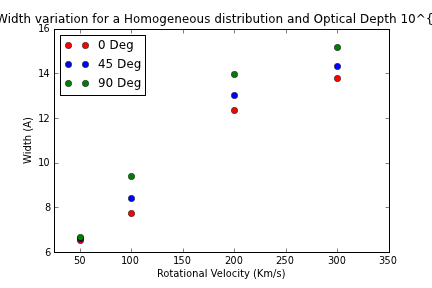 Width variation for a Homogeneous distribution and Optical Depth 10^{
16
14
12
10
8
6
Width (A)
0 Deg
45 Deg
90 Deg
50 100 150 200 250 300 350
Rotational Velocity (Km/s)